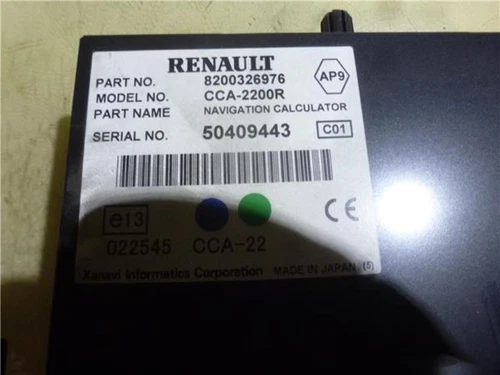 RENAULT
PART NO. 8200326976
MODEL NO. CCA-2200R
PART NAME NAVIGATION CALCULATOR
SERIAL NO. 50409443 C01
AP9
e13
022545 CCA-22
CE
Xanavi Informatics Corporation MADE IN JAPAN (5)